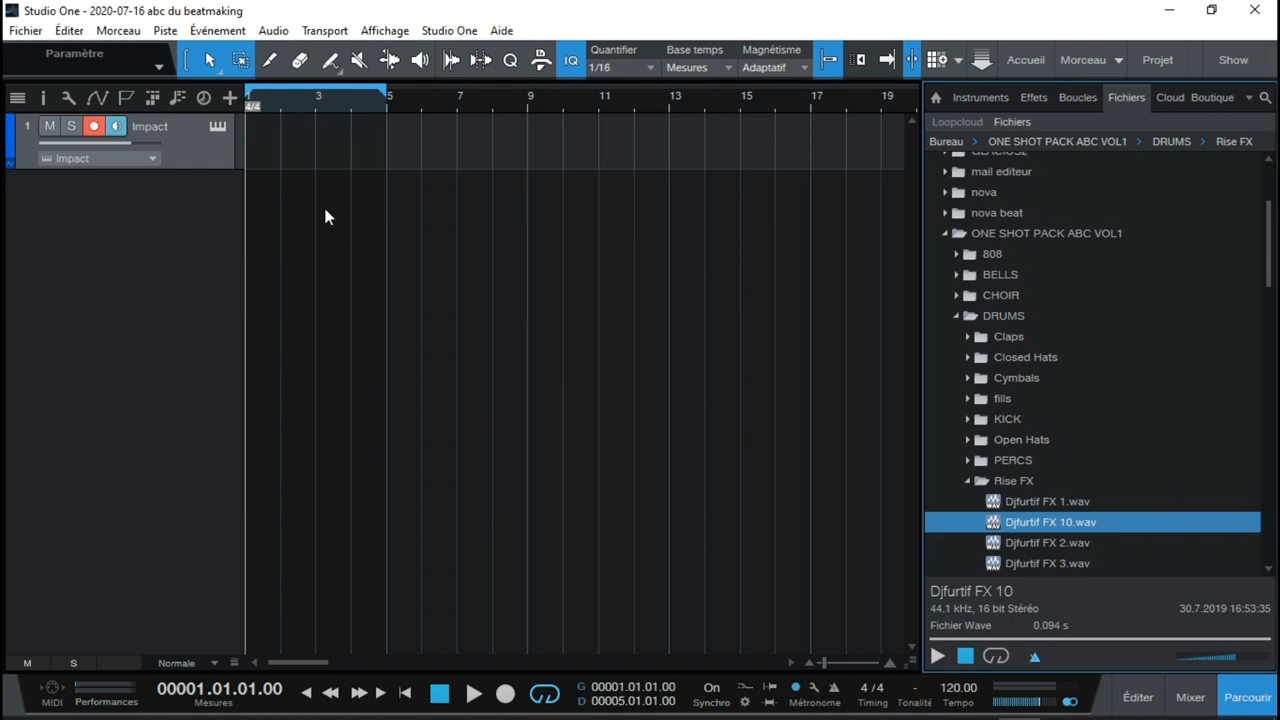 Studio One - 2020-07-16 abc du beatmaking
Fichier Éditer Morceau Piste Événement Audio Transport Affichage Studio One Aide
Paramètre
IQ
Quantifier Base temps Magnétisme
1/16 Mesures Adaptatif
Accueil Morceau Projet Show
1 3 5 7 9 11 13 15 17 19
4/4
Instruments Effets Boucles Fichiers Cloud Boutique
Loopcloud Fichiers
Bureau > ONE SHOT PACK ABC VOL1 > DRUMS > Rise FX
1 M S Impact
Impact
mail editeur
nova
nova beat
ONE SHOT PACK ABC VOL1
808
BELLS
CHOIR
DRUMS
Claps
Closed Hats
Cymbals
fills
KICK
Open Hats
PERCS
Rise FX
Djfurtif FX 1.wav
Djfurtif FX 10.wav
Djfurtif FX 2.wav
Djfurtif FX 3.wav
Djfurtif FX 10
44.1 kHz, 16 bit Stéréo 30.7.2019 16:53:35
Fichier Wave 0.094 s
M S Normale
MIDI Performances
00001.01.01.00
Mesures
G 00001.01.01.00
D 00005.01.01.00
On
Synchro
Métronome
4 / 4
Timing
-
Tonalité
120.00
Tempo
Éditer Mixer Parcourir